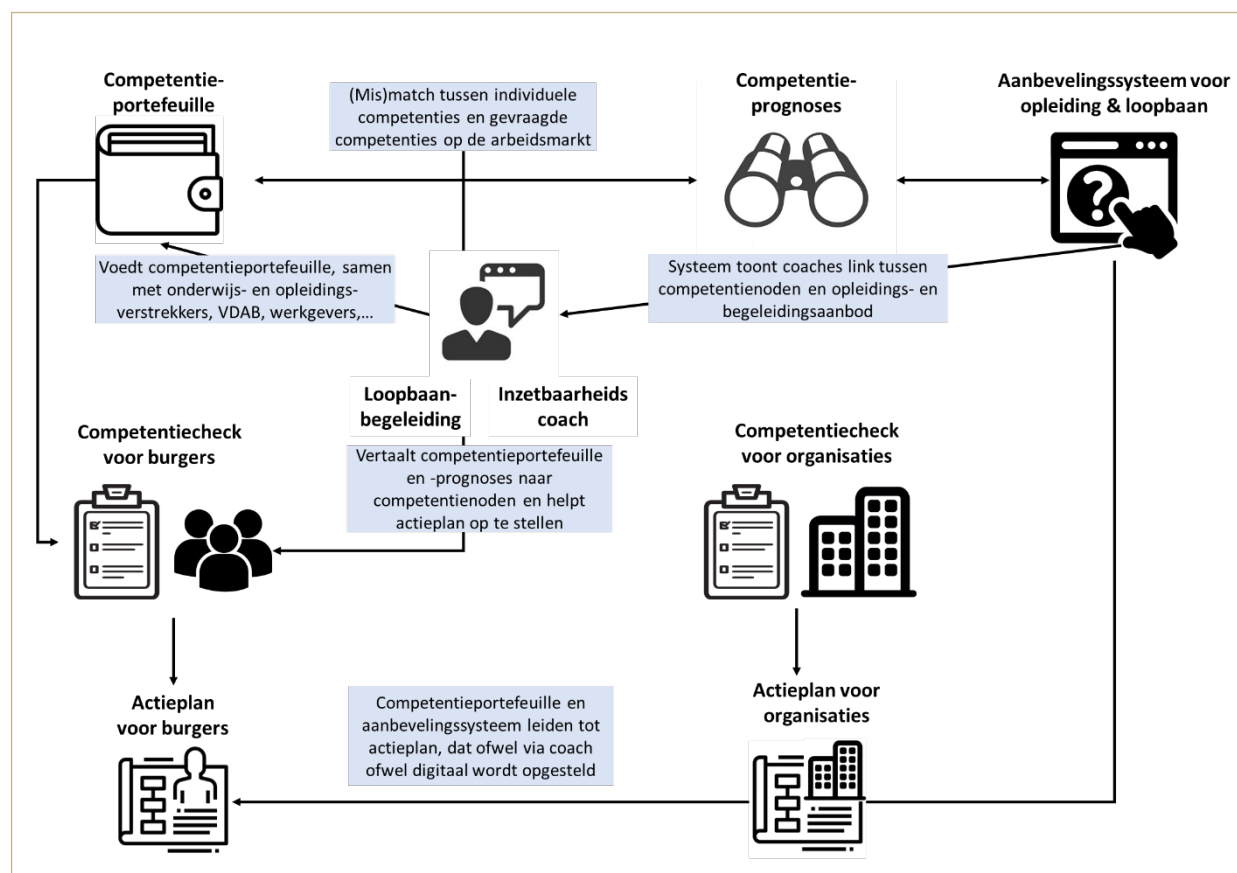 Competentie-
portefeuille
(Mis)match tussen individuele
competenties en gevraagde
competenties op de arbeidsmarkt
Competentie-
prognoses
Aanbevelingssysteem voor
opleiding & loopbaan
Voedt competentieportefeuille, samen
met onderwijs- en opleidings-
verstrekkers, VDAB, werkgevers,...
Systeem toont coaches link tussen
competentienoden en opleidings- en
begeleidingsaanbod
Loopbaan-
begeleiding
Inzetbaarheids
coach
Competentiecheck
voor burgers
Vertaalt competentieportefeuille
en -prognoses naar
competentienoden en helpt
actieplan op te stellen
Competentiecheck
voor organisaties
Actieplan
voor burgers
Competentieportefeuille en
aanbevelingssysteem leiden tot
actieplan, dat ofwel via coach
ofwel digitaal wordt opgesteld
Actieplan voor
organisaties